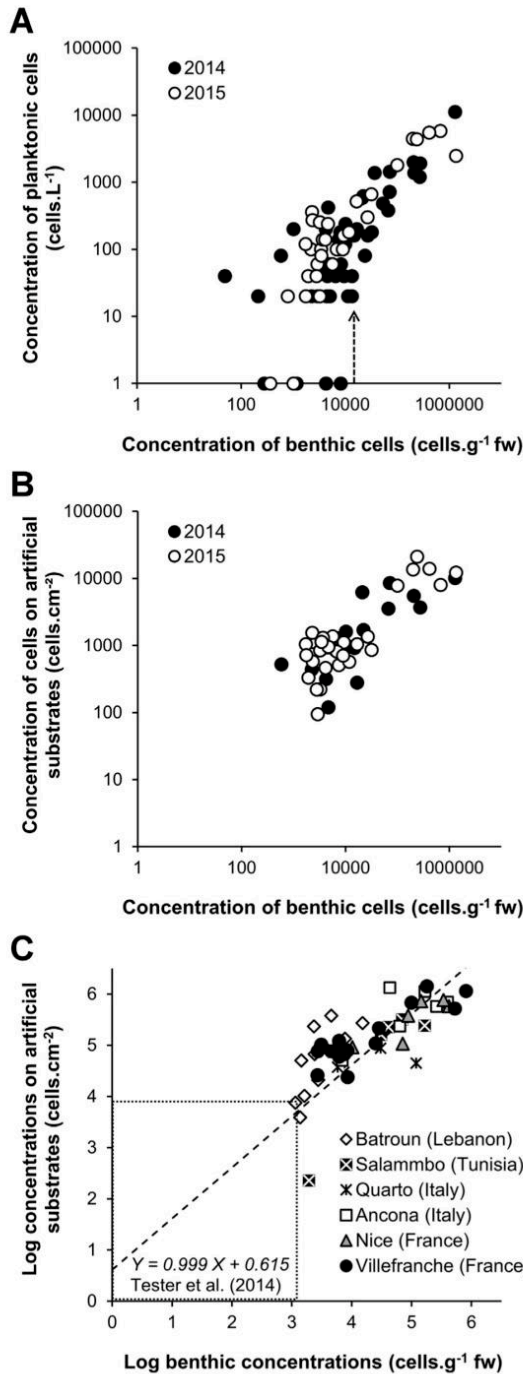 A
Concentration of planktonic cells
(cells.L⁻¹)
100000
10000
1000
100
10
1
2014
2015
1 100 10000 1000000
Concentration of benthic cells (cells.g⁻¹ fw)
B
Concentration of cells on artificial
substrates (cells.cm⁻²)
100000
10000
1000
100
10
1
2014
2015
1 100 10000 1000000
Concentration of benthic cells (cells.g⁻¹ fw)
C
Log concentrations on artificial
substrates (cells.cm⁻²)
6
5
4
3
2
1
0
Batroun (Lebanon)
Salammbo (Tunisia)
Quarto (Italy)
Ancona (Italy)
Nice (France)
Villefranche (France
Y = 0.999 X + 0.615
Tester et al. (2014)
0 1 2 3 4 5 6
Log benthic concentrations (cells.g⁻¹ fw)